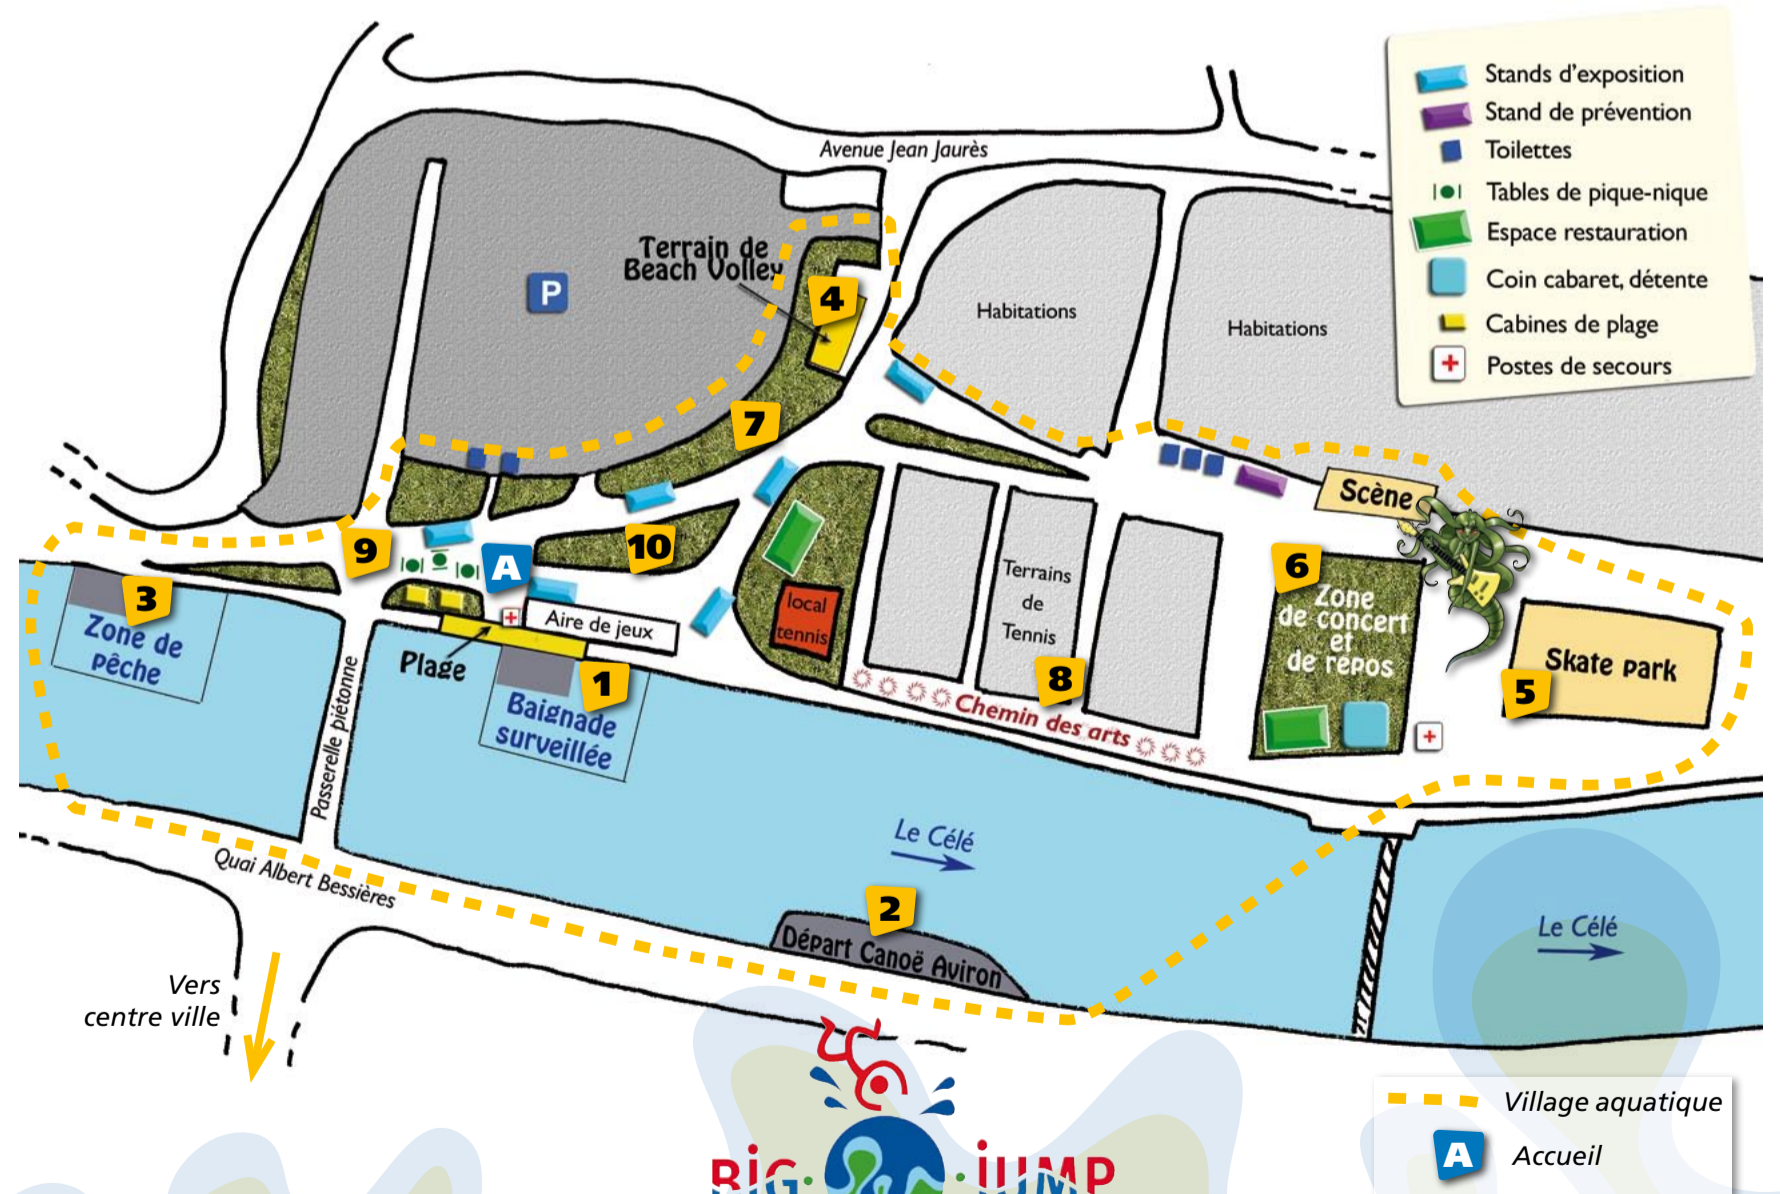 Avenue Jean Jaurès
Stands d'exposition
Stand de prévention
Toilettes
Tables de pique-nique
Espace restauration
Coin cabaret, détente
Cabines de plage
Postes de secours
Terrain de
Beach Volley
P
4
Habitations
Habitations
7
Scène
9
A
10
6
Zone
de concert
et
de repos
Terrains
de
Tennis
local
tennis
3
Zone de
pêche
Aire de jeux
Plage
1
Baignade
surveillée
8
Chemin des arts
5
Skate park
Passerelle piétonne
Le Célé
Quai Albert Bessières
2
Départ Canoë Aviron
Le Célé
Vers
centre ville
BiG · JUMP
Village aquatique
A
Accueil